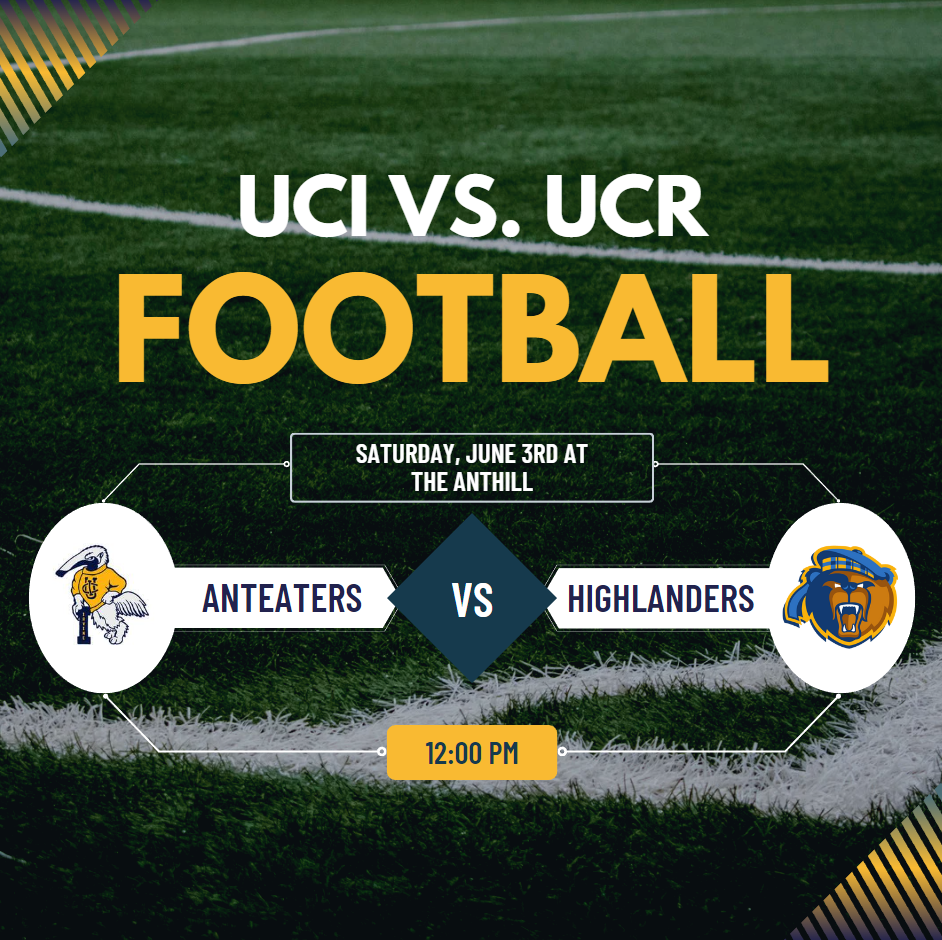 UCI VS. UCR
FOOTBALL
SATURDAY, JUNE 3RD AT
THE ANTHILL
ANTEATERS
VS
HIGHLANDERS
12:00 PM